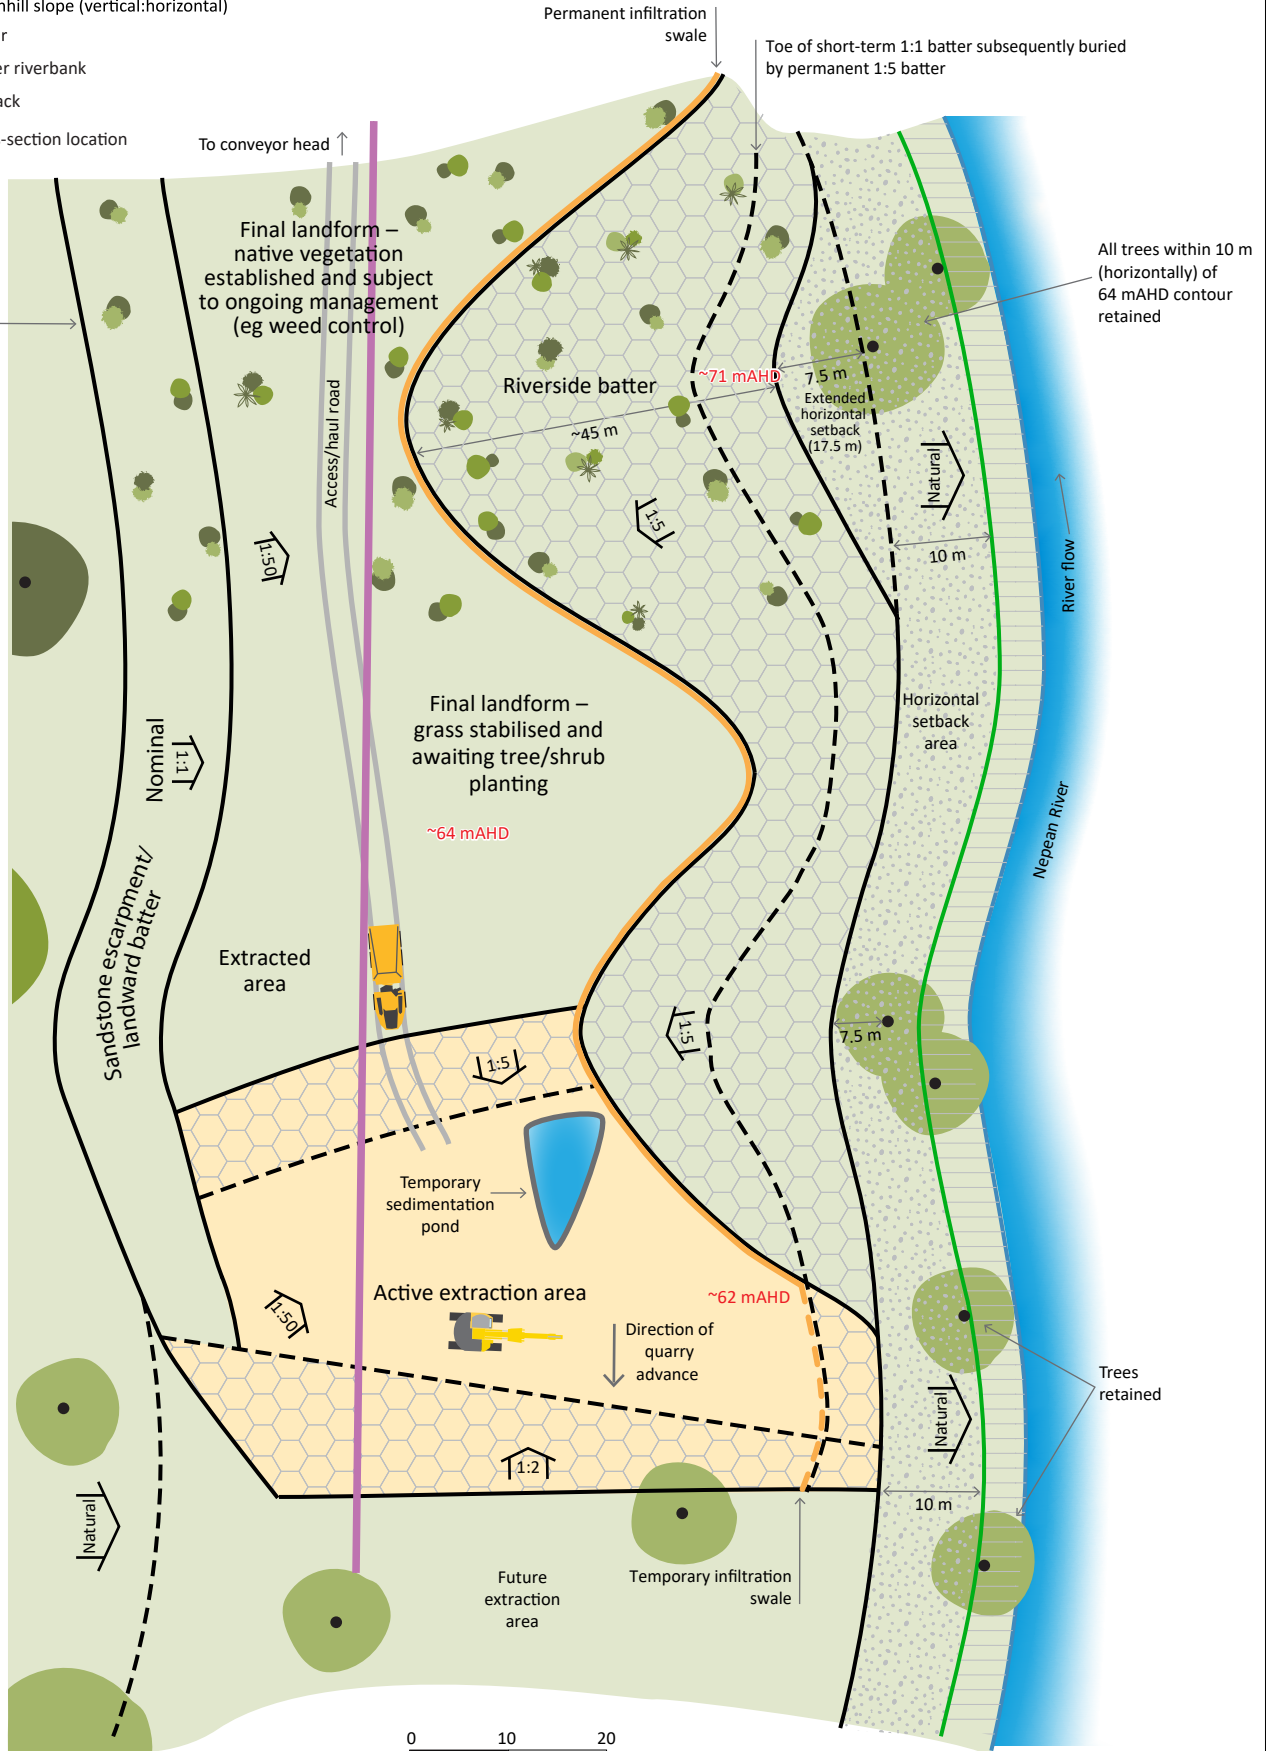 nhill slope (vertical:horizontal)
r
er riverbank
ack
-section location
To conveyor head
Permanent infiltration
swale
Toe of short-term 1:1 batter subsequently buried
by permanent 1:5 batter
All trees within 10 m
(horizontally) of
64 mAHD contour
retained
Final landform –
native vegetation
established and subject
to ongoing management
(eg weed control)
Access/haul road
Riverside batter
~71 mAHD
~45 m
7.5 m
Extended
horizontal
setback
(17.5 m)
Natural
10 m
River flow
1:50
1:5
Final landform –
grass stabilised and
awaiting tree/shrub
planting
~64 mAHD
Horizontal
setback
area
Nepean River
Nominal
1:1
Sandstone escarpment/
landward batter
Extracted
area
1:5
1:5
7.5 m
Temporary
sedimentation
pond
Active extraction area
~62 mAHD
1:50
Direction of
quarry
advance
Trees
retained
Natural
1:2
10 m
Natural
Future
extraction
area
Temporary infiltration
swale
0 10 20